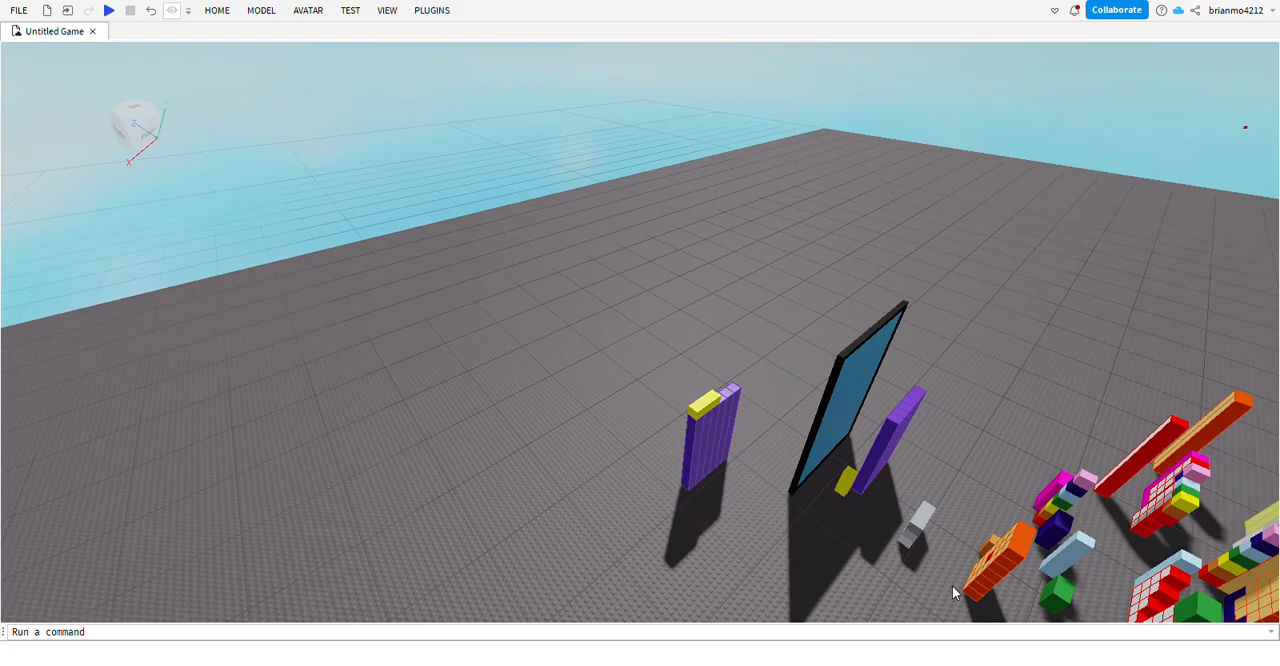 FILE HOME MODEL AVATAR TEST VIEW PLUGINS Collaborate brianmo4212
Untitled Game
Z
X
Run a command